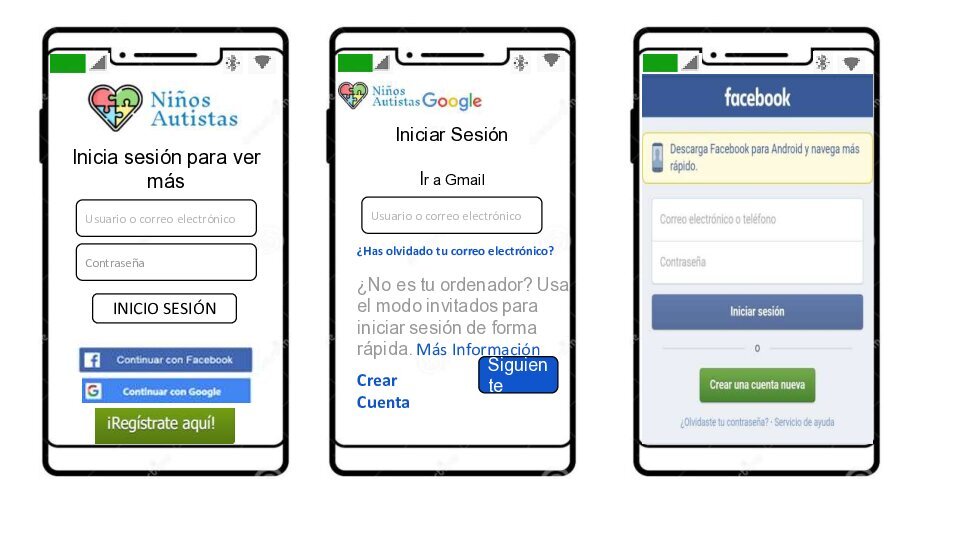 Niños
Autistas
Inicia sesión para ver
más
Usuario o correo electrónico
Contraseña
INICIO SESIÓN
Continuar con Facebook
Continuar con Google
¡Regístrate aquí!
Niños
Autistas Google
Iniciar Sesión
Ir a Gmail
Usuario o correo electrónico
¿Has olvidado tu correo electrónico?
¿No es tu ordenador? Usa
el modo invitados para
iniciar sesión de forma
rápida. Más Información
Siguien
te
Crear
Cuenta
facebook
Descarga Facebook para Android y navega más
rápido.
Correo electrónico o teléfono
Contraseña
Iniciar sesión
o
Crear una cuenta nueva
¿Olvidaste tu contraseña? · Servicio de ayuda